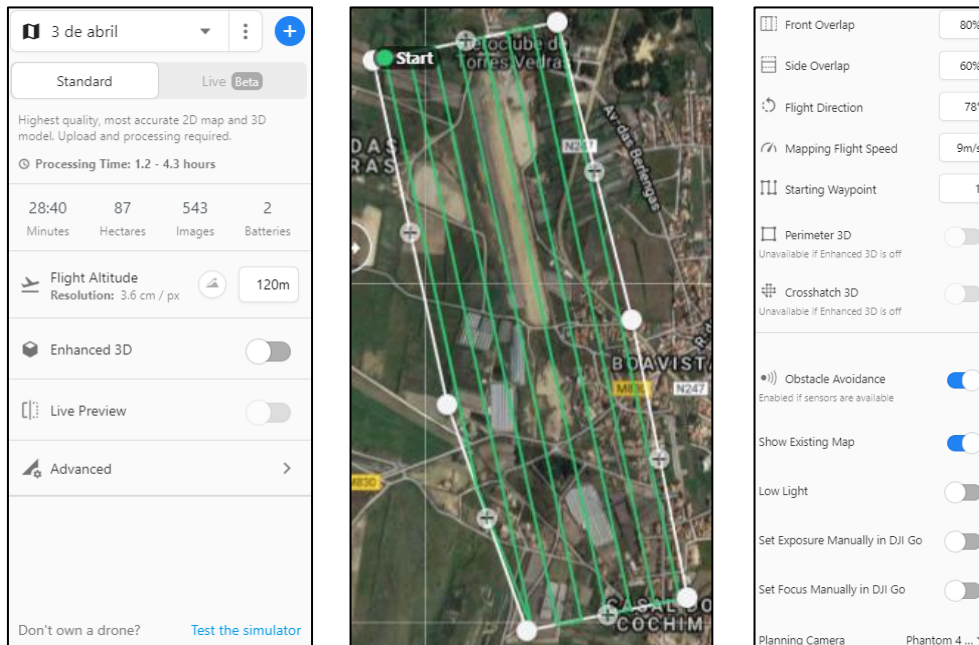 3 de abril
Standard
Live Beta
Highest quality, most accurate 2D map and 3D
model. Upload and processing required.
Processing Time: 1.2 - 4.3 hours
28:40 87 543 2
Minutes Hectares Images Batteries
Flight Altitude
Resolution: 3.6 cm / px
120m
Enhanced 3D
Live Preview
Advanced
Don't own a drone? Test the simulator
Start
Aeroclube de
Torres Vedras
DAS
RAS
N247
Av. das Berlengas
BOAVIST
M830
N247
M830
CASAL DO
COCHIM
Front Overlap 80%
Side Overlap 60%
Flight Direction 78°
Mapping Flight Speed 9m/s
Starting Waypoint 1
Perimeter 3D
Unavailable if Enhanced 3D is off
Crosshatch 3D
Unavailable if Enhanced 3D is off
Obstacle Avoidance
Enabled if sensors are available
Show Existing Map
Low Light
Set Exposure Manually in DJI Go
Set Focus Manually in DJI Go
Planning Camera Phantom 4 ...